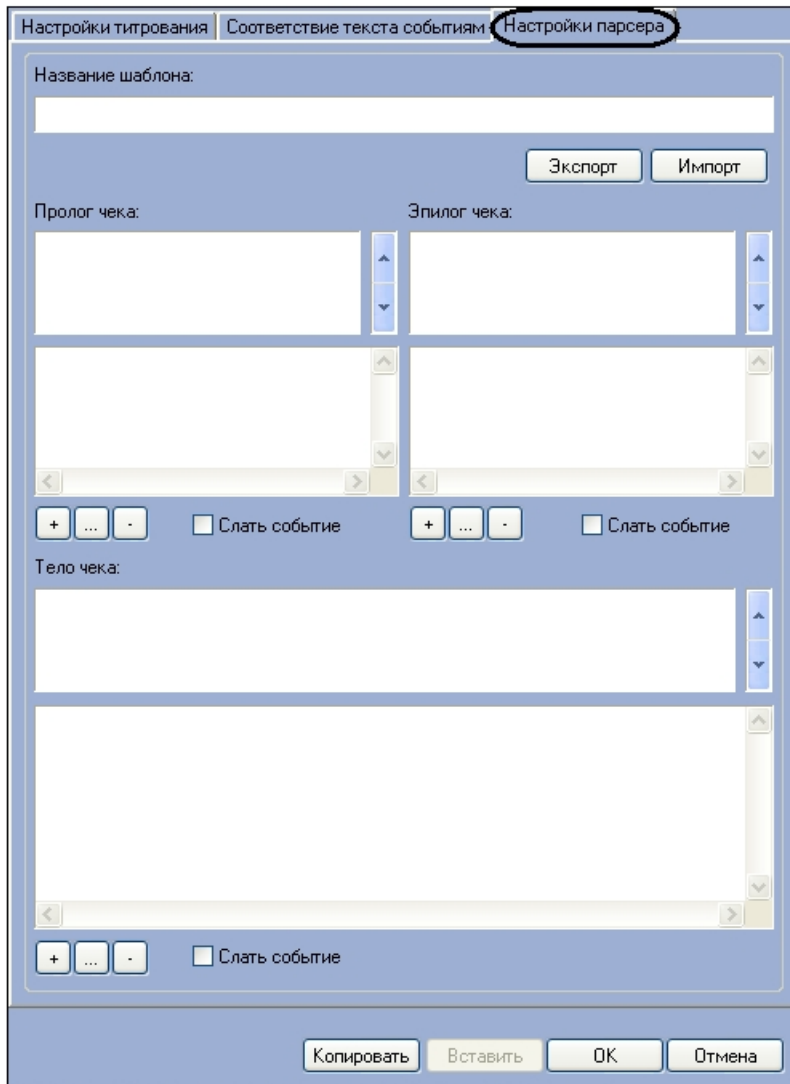 Настройки титрования Соответствие текста событиям Настройки парсера
Название шаблона:
Экспорт Импорт
Пролог чека: Эпилог чека:
+ ... - Слать событие + ... - Слать событие
Тело чека:
+ ... - Слать событие
Копировать Вставить OK Отмена